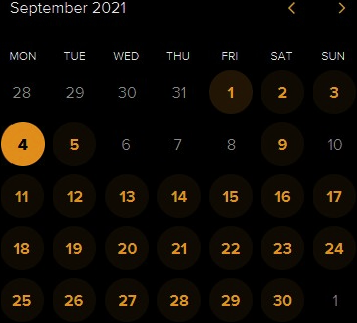 September 2021
MON TUE WED THU FRI SAT SUN
28 29 30 31 1 2 3
4 5 6 7 8 9 10
11 12 13 14 15 16 17
18 19 20 21 22 23 24
25 26 27 28 29 30 1